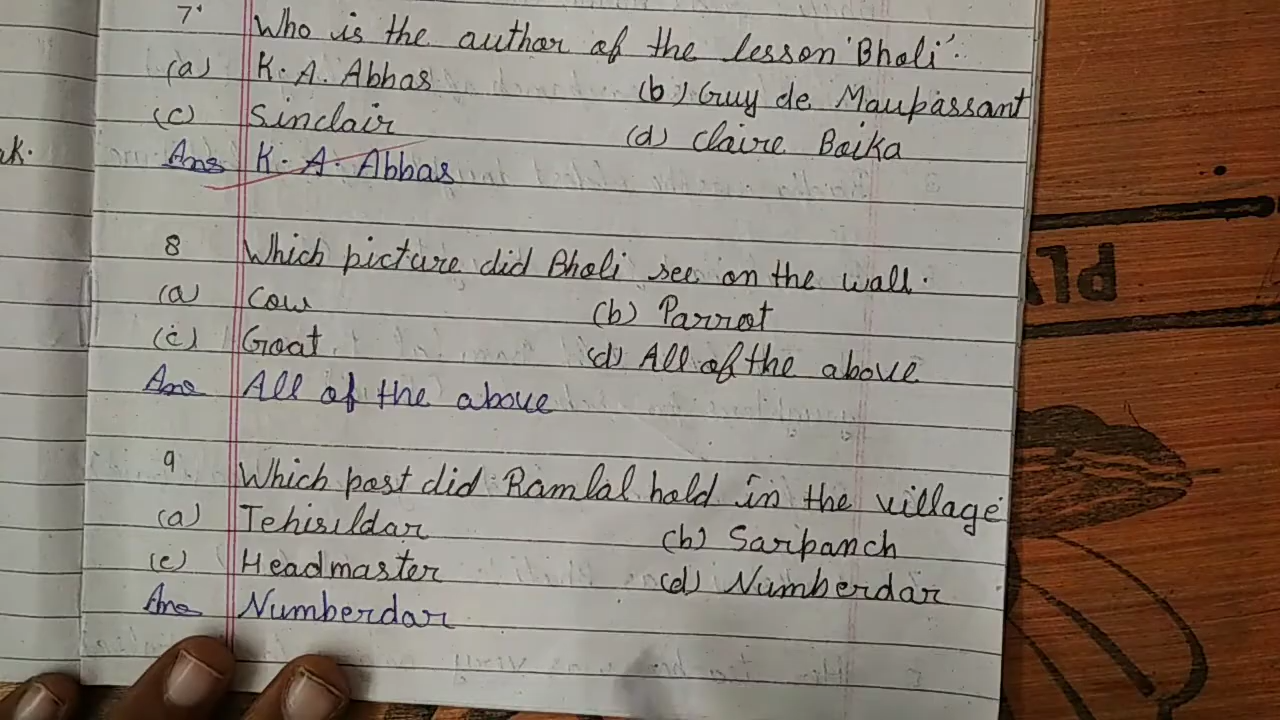 7.
Who is the author of the lesson 'Bholi'.
(a) K. A. Abbas (b) Guy de Maupassant
(c) Sinclair (d) Claire Boika
Ans K. A. Abbas
8 Which picture did Bholi see on the wall.
(a) Cow (b) Parrot
(c) Goat (d) All of the above
Ans All of the above
9 Which post did Ramlal hold in the village
(a) Tehisildar (b) Sarpanch
(c) Headmaster (d) Numberdar
Ans Numberdar